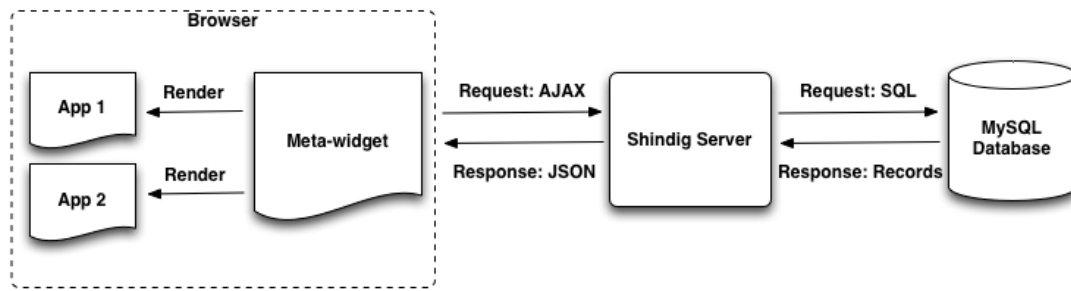 Browser
App 1
Render
App 2
Render
Meta-widget
Request: AJAX
Response: JSON
Shindig Server
Request: SQL
Response: Records
MySQL
Database